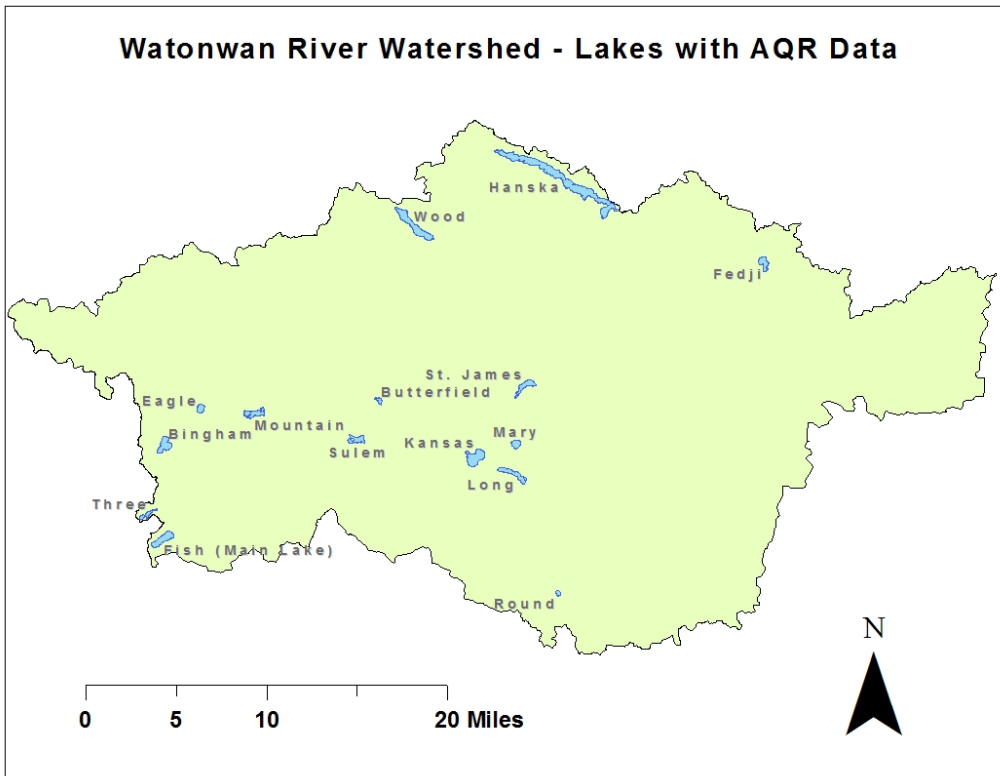 Watonwan River Watershed - Lakes with AQR Data
Hanska
Wood
Fedji
St. James
Butterfield
Eagle
Mountain
Bingham
Mary
Kansas
Sulem
Long
Three
Fish (Main Lake)
Round
N
0 5 10 20 Miles